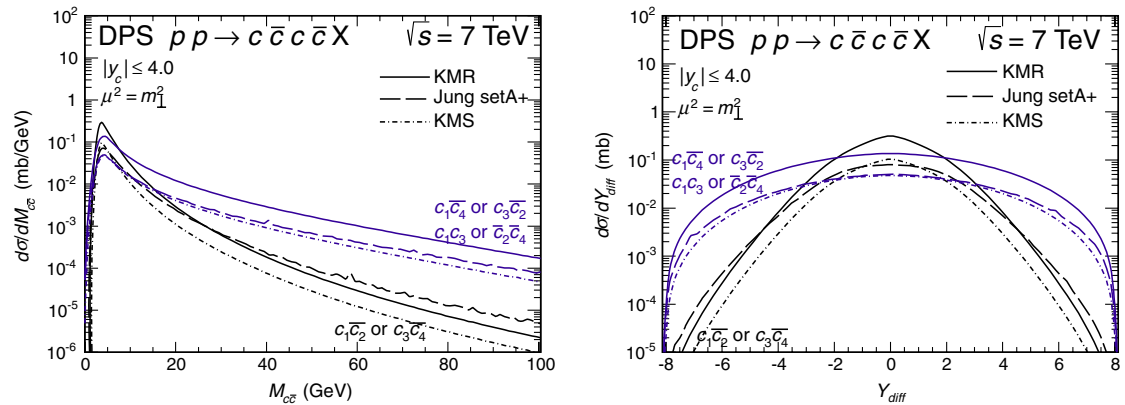 DPS p p → c c̅ c c̅ X √s = 7 TeV
|y_c| ≤ 4.0
μ² = m²_⊥
KMR
Jung setA+
KMS
c₁c̅₄ or c₃c̅₂
c₁c₃ or c̅₂c̅₄
c₁c̅₂ or c₃c̅₄
dσ/dM_cc̅ (mb/GeV)
10²
10
1
10⁻¹
10⁻²
10⁻³
10⁻⁴
10⁻⁵
10⁻⁶
0 20 40 60 80 100
M_cc̅ (GeV)
DPS p p → c c̅ c c̅ X √s = 7 TeV
|y_c| ≤ 4.0
μ² = m²_⊥
KMR
Jung setA+
KMS
c₁c̅₄ or c₃c̅₂
c₁c₃ or c̅₂c̅₄
c₁c̅₂ or c₃c̅₄
dσ/dY_diff (mb)
10²
10
1
10⁻¹
10⁻²
10⁻³
10⁻⁴
10⁻⁵
-8 -6 -4 -2 0 2 4 6 8
Y_diff